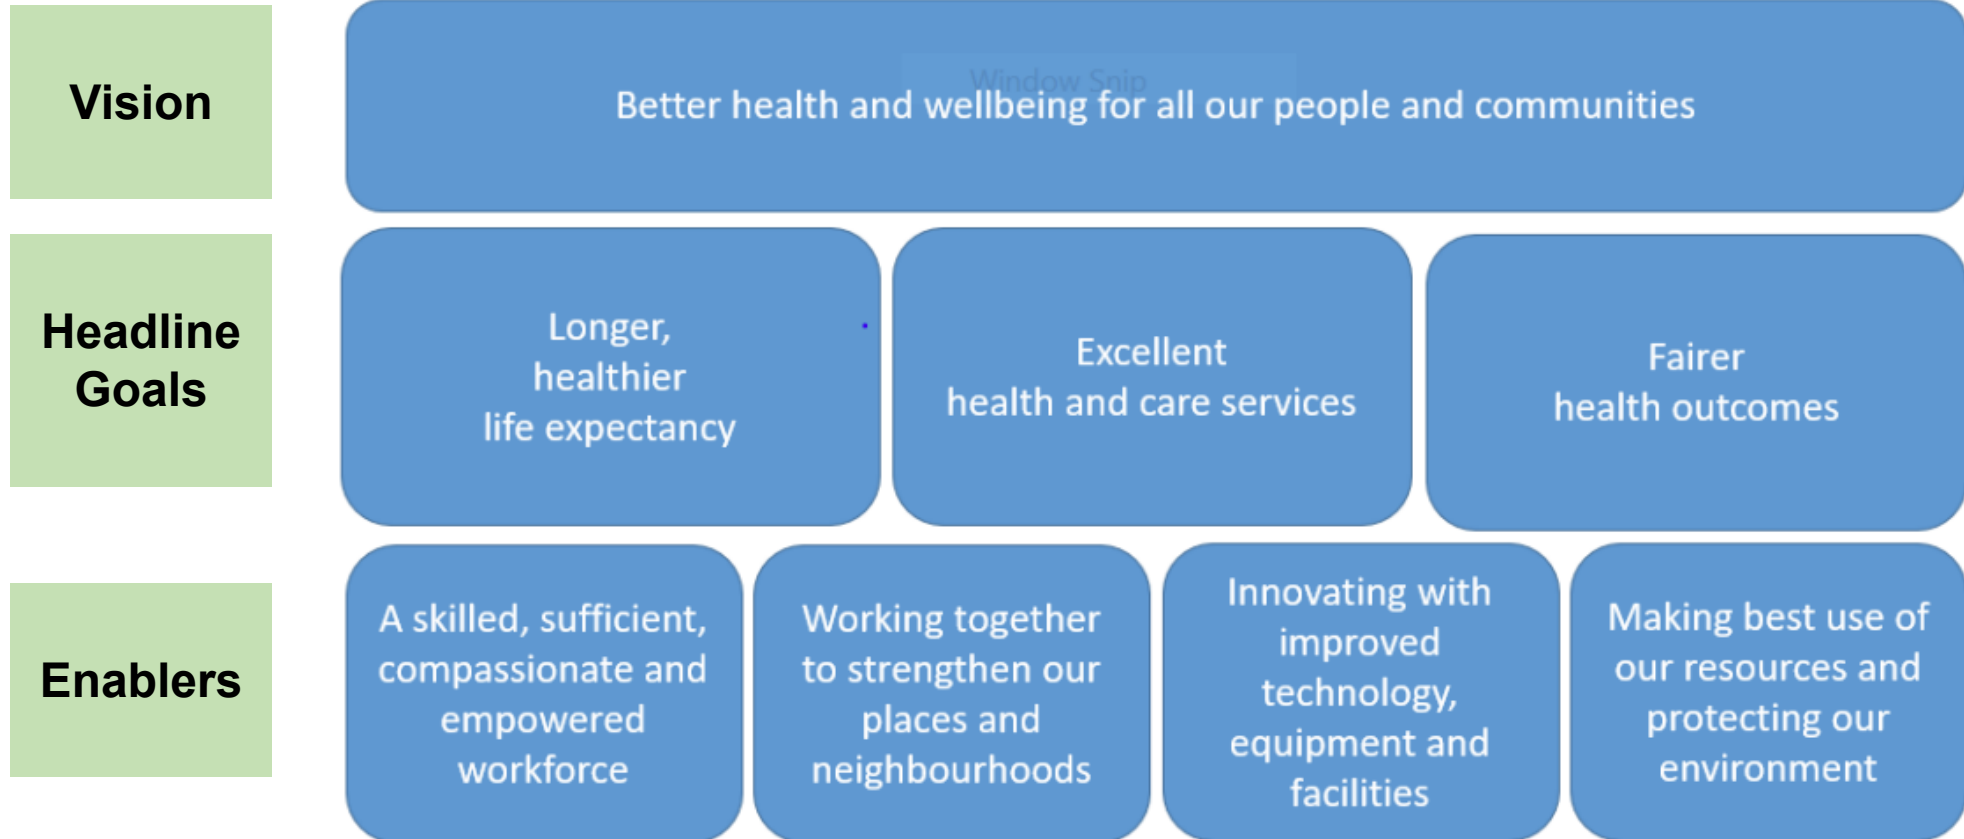 Vision
Window Snip
Better health and wellbeing for all our people and communities
Headline
Goals
Longer,
healthier
life expectancy
Excellent
health and care services
Fairer
health outcomes
Enablers
A skilled, sufficient,
compassionate and
empowered
workforce
Working together
to strengthen our
places and
neighbourhoods
Innovating with
improved
technology,
equipment and
facilities
Making best use of
our resources and
protecting our
environment